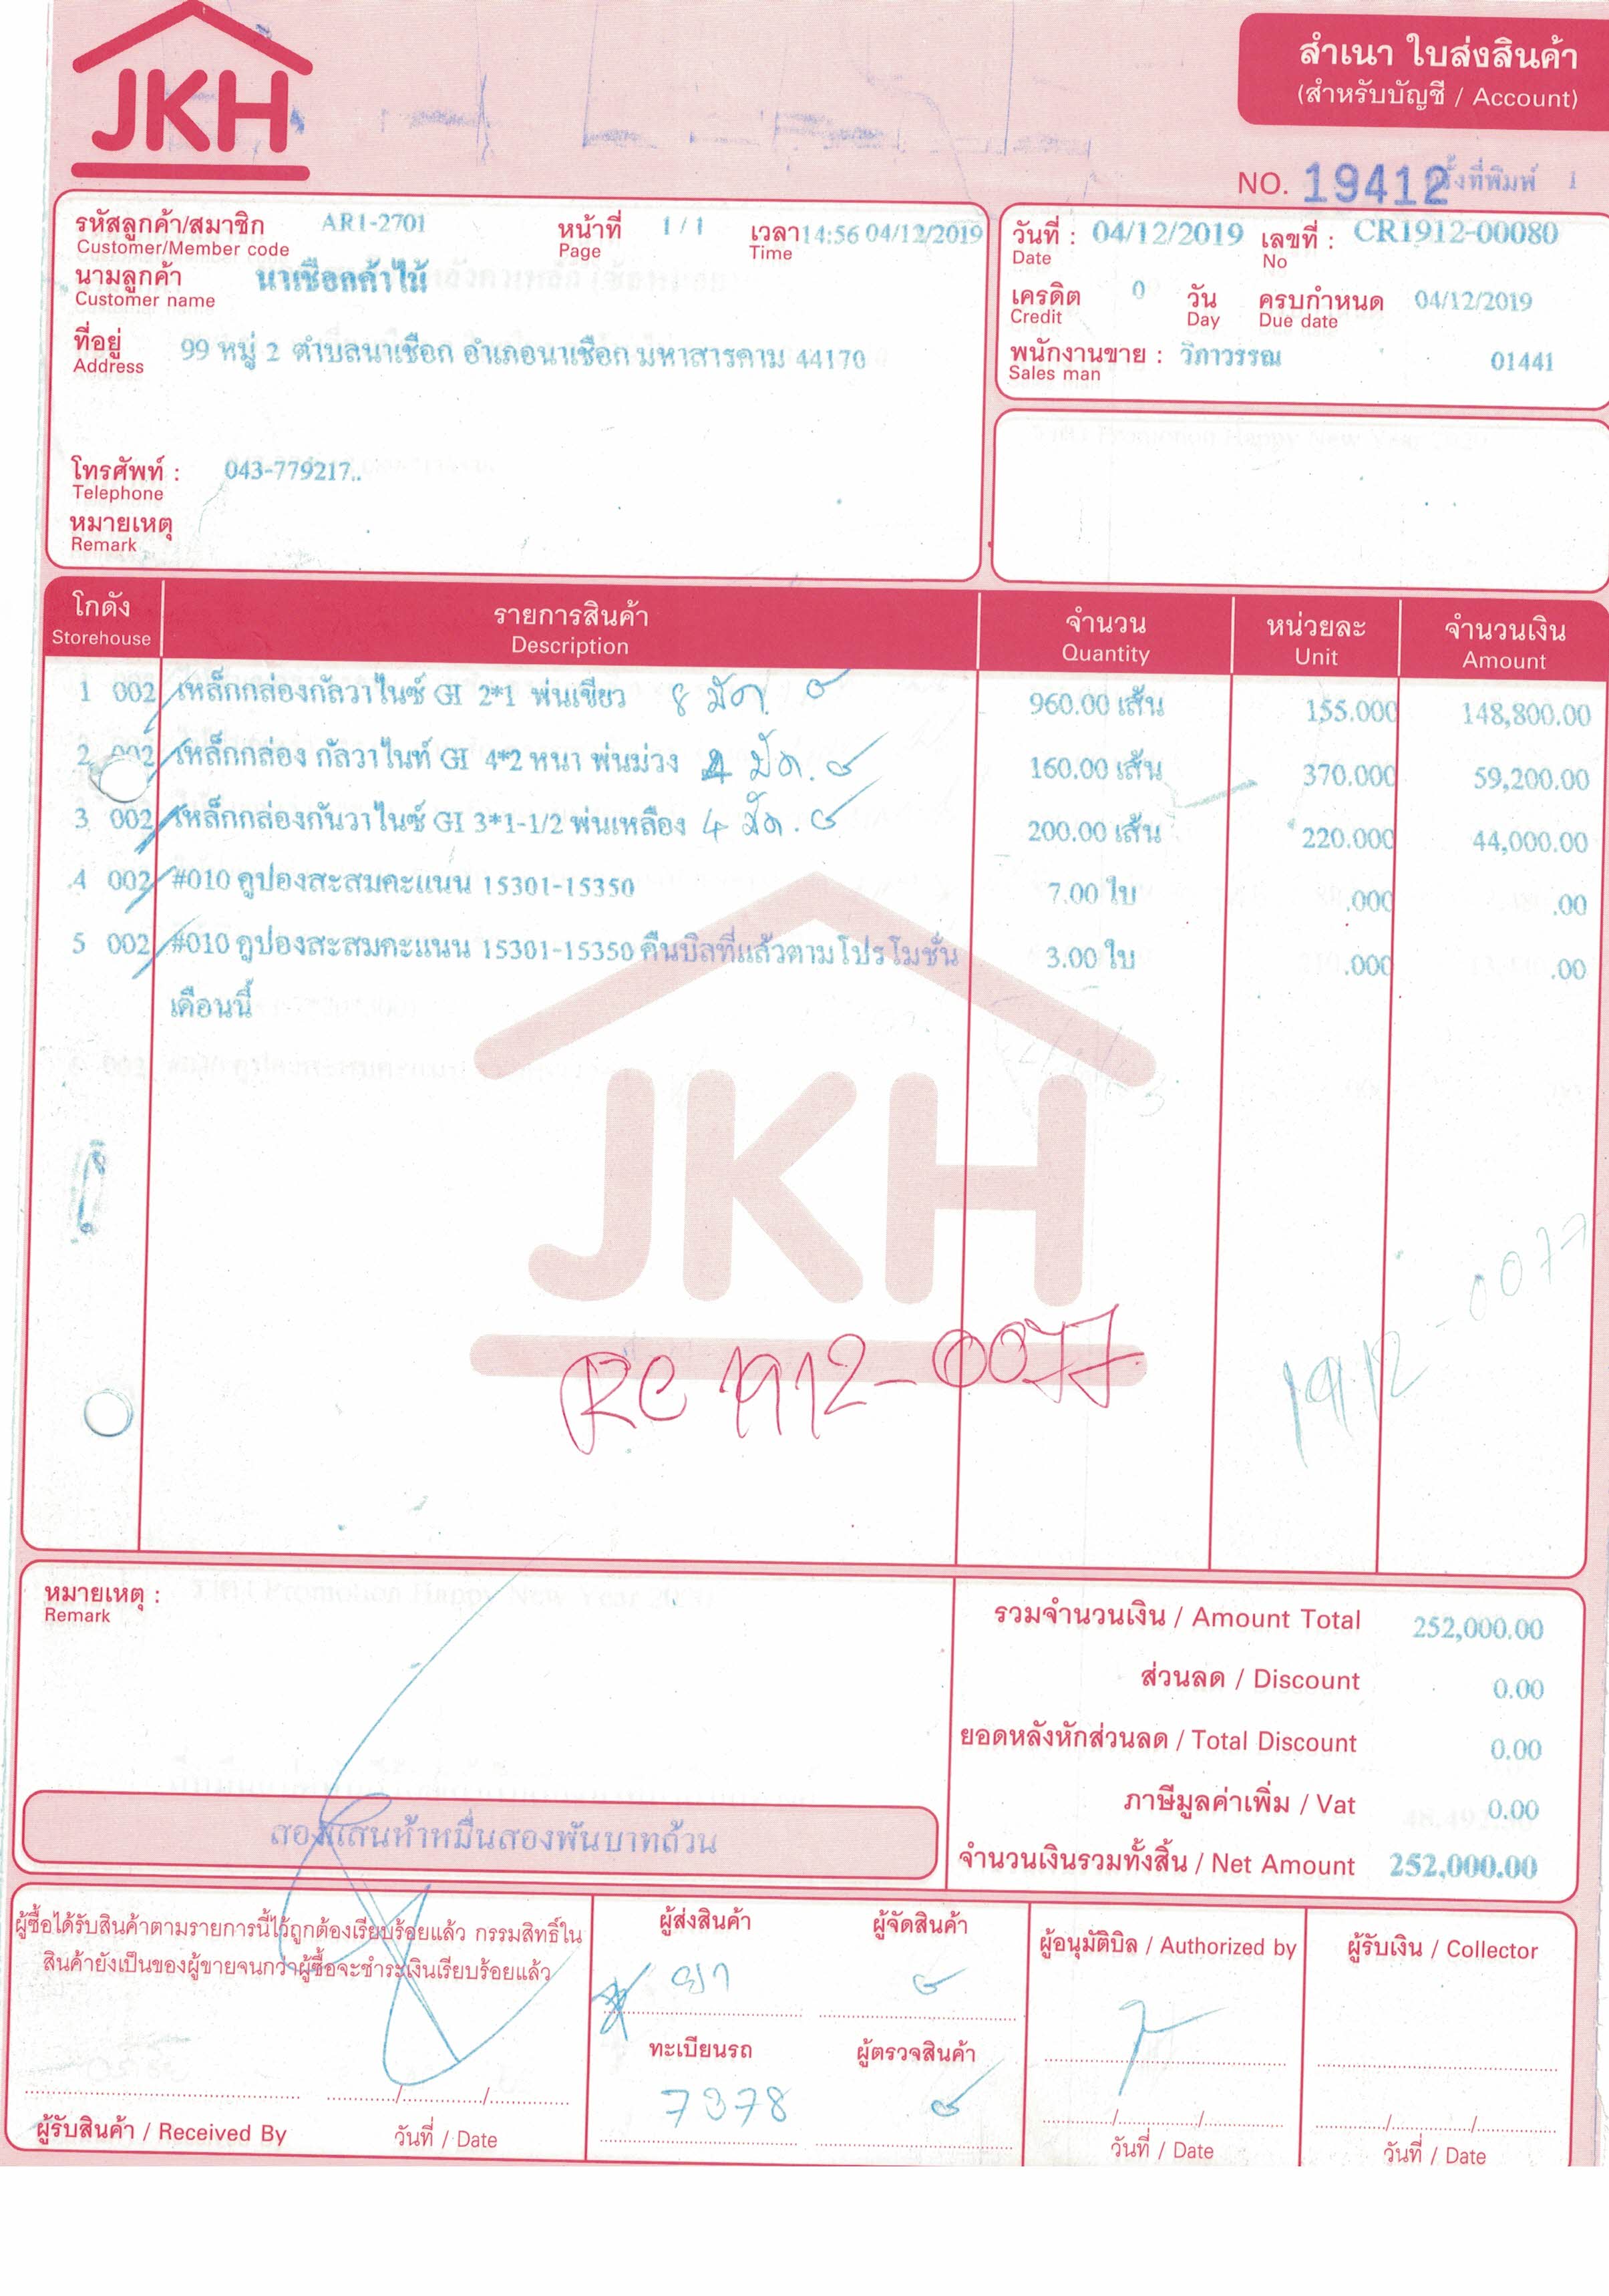 JKH
สำเนา ใบส่งสินค้า
(สำหรับบัญชี / Account)
NO. 19412 ครั้งที่พิมพ์ 1
รหัสลูกค้า/สมาชิก AR1-2701 หน้าที่ 1 / 1 เวลา 14:56 04/12/2019
Customer/Member code Page Time
นามลูกค้า นาเชือกค้าไม้
Customer name
ที่อยู่ 99 หมู่ 2 ตำบลนาเชือก อำเภอนาเชือก มหาสารคาม 44170
Address
โทรศัพท์ : 043-779217..
Telephone
หมายเหตุ
Remark
วันที่ : 04/12/2019 เลขที่ : CR1912-00080
Date No
เครดิต 0 วัน ครบกำหนด 04/12/2019
Credit Day Due date
พนักงานขาย : วิภาวรรณ 01441
Sales man
โกดัง รายการสินค้า จำนวน หน่วยละ จำนวนเงิน
Storehouse Description Quantity Unit Amount
1 002 เหล็กกล่องกัลวาไนซ์ GI 2*1 พ่นเขียว 8 มัด 960.00 เส้น 155.000 148,800.00
2 002 เหล็กกล่อง กัลวาไนท์ GI 4*2 หนา พ่นม่วง 4 มัด. 160.00 เส้น 370.000 59,200.00
3 002 เหล็กกล่องกันวาไนซ์ GI 3*1-1/2 พ่นเหลือง 4 มัด. 200.00 เส้น 220.000 44,000.00
4 002 #010 คูปองสะสมคะแนน 15301-15350 7.00 ใบ .000 .00
5 002 #010 คูปองสะสมคะแนน 15301-15350 คืนบิลที่แล้วตามโปรโมชั่น 3.00 ใบ .000 .00
เดือนนี้
JKH
RC 1912-0077
1912-0077
หมายเหตุ :
Remark
รวมจำนวนเงิน / Amount Total 252,000.00
ส่วนลด / Discount 0.00
ยอดหลังหักส่วนลด / Total Discount 0.00
ภาษีมูลค่าเพิ่ม / Vat 0.00
สองแสนห้าหมื่นสองพันบาทถ้วน
จำนวนเงินรวมทั้งสิ้น / Net Amount 252,000.00
ผู้ซื้อได้รับสินค้าตามรายการนี้ไว้ถูกต้องเรียบร้อยแล้ว กรรมสิทธิ์ใน
สินค้ายังเป็นของผู้ขายจนกว่าผู้ซื้อจะชำระเงินเรียบร้อยแล้ว
ผู้รับสินค้า / Received By วันที่ / Date
ผู้ส่งสินค้า ผู้จัดสินค้า
ทะเบียนรถ ผู้ตรวจสินค้า
7378
ผู้อนุมัติบิล / Authorized by ผู้รับเงิน / Collector
วันที่ / Date วันที่ / Date